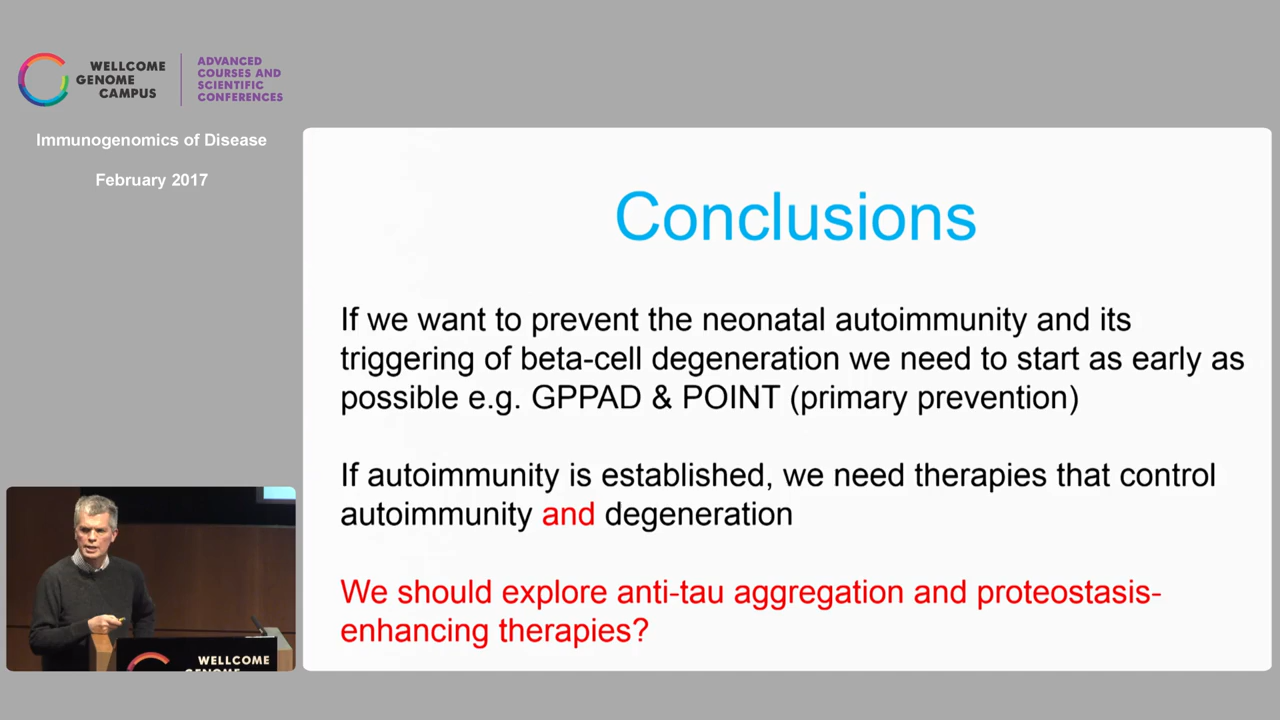 WELLCOME
GENOME
CAMPUS
ADVANCED
COURSES AND
SCIENTIFIC
CONFERENCES
Immunogenomics of Disease
February 2017
Conclusions
If we want to prevent the neonatal autoimmunity and its
triggering of beta-cell degeneration we need to start as early as
possible e.g. GPPAD & POINT (primary prevention)
If autoimmunity is established, we need therapies that control
autoimmunity and degeneration
We should explore anti-tau aggregation and proteostasis-
enhancing therapies?
WELLCOME